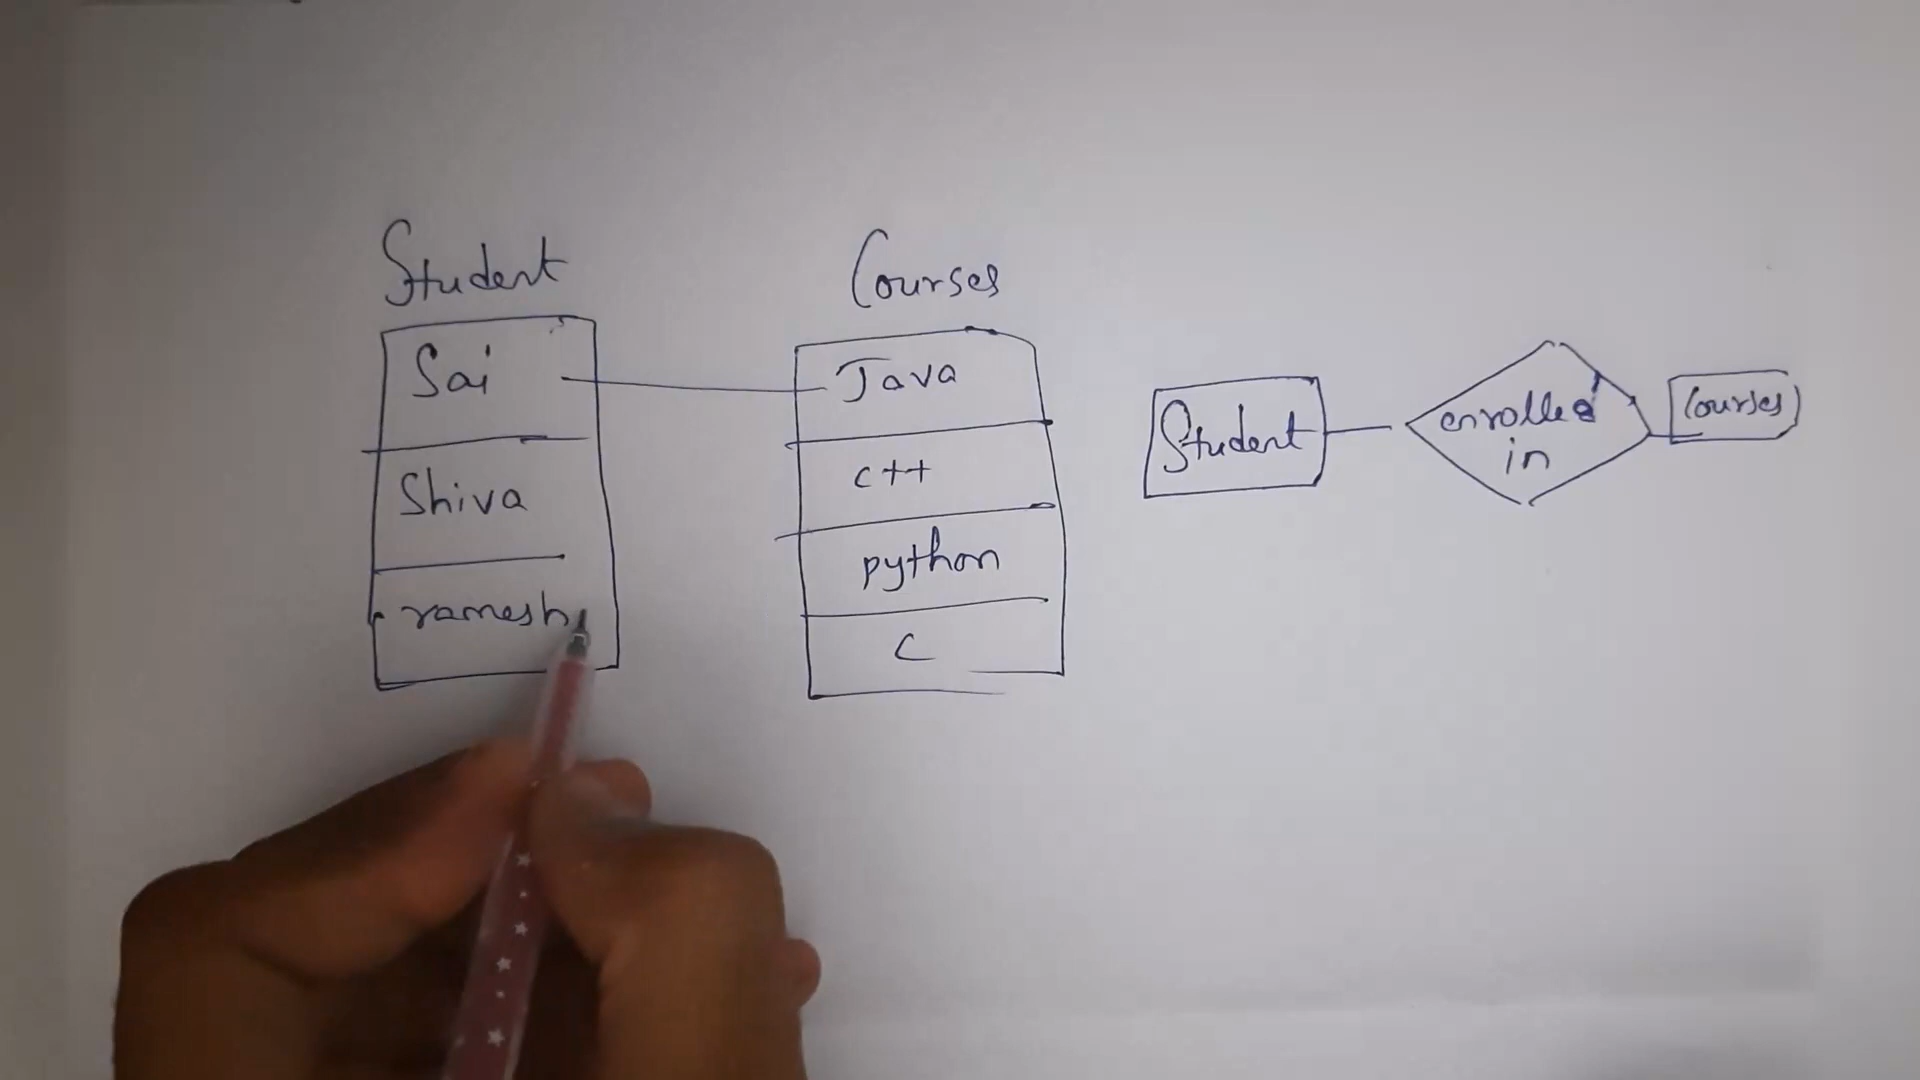 Student
Sai
Shiva
ramesh
Courses
Java
c++
python
C
Student
enrolled
in
Courses